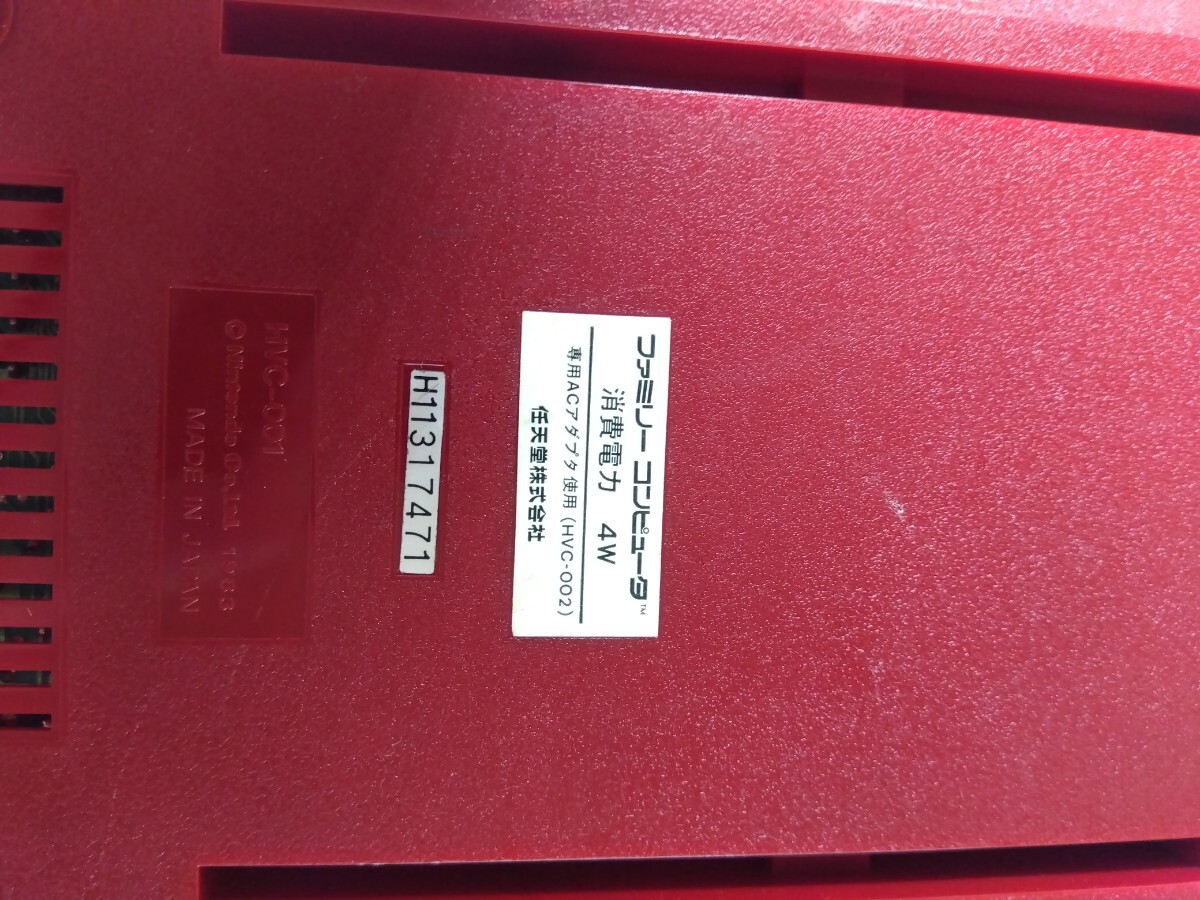 ファミリー コンピュータ™
消費電力 4W
専用ACアダプタ使用（HVC-002）
任天堂株式会社
H11317471
HVC-001
© Nintendo Co.,Ltd. 1983
MADE IN JAPAN